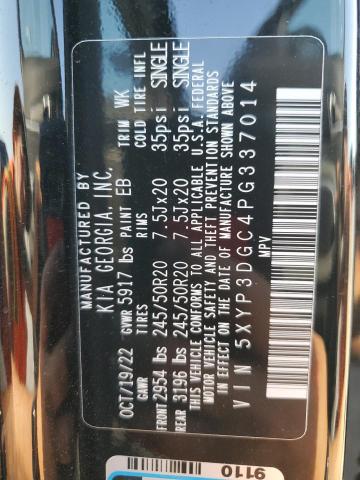 MANUFACTURED BY
KIA GEORGIA, INC.
OCT/19/22 PAINT EB TRIM WK
GVWR 5917 lbs
GAWR TIRES RIMS COLD TIRE INFL
FRONT 2954 lbs 245/50R20 7.5Jx20 35psi SINGLE
REAR 3196 lbs 245/50R20 7.5Jx20 35psi SINGLE
THIS VEHICLE CONFORMS TO ALL APPLICABLE U.S.A. FEDERAL
MOTOR VEHICLE SAFETY AND THEFT PREVENTION STANDARDS
IN EFFECT ON THE DATE OF MANUFACTURE SHOWN ABOVE
VIN 5XYP3DGC4PG337014
MPV
9110